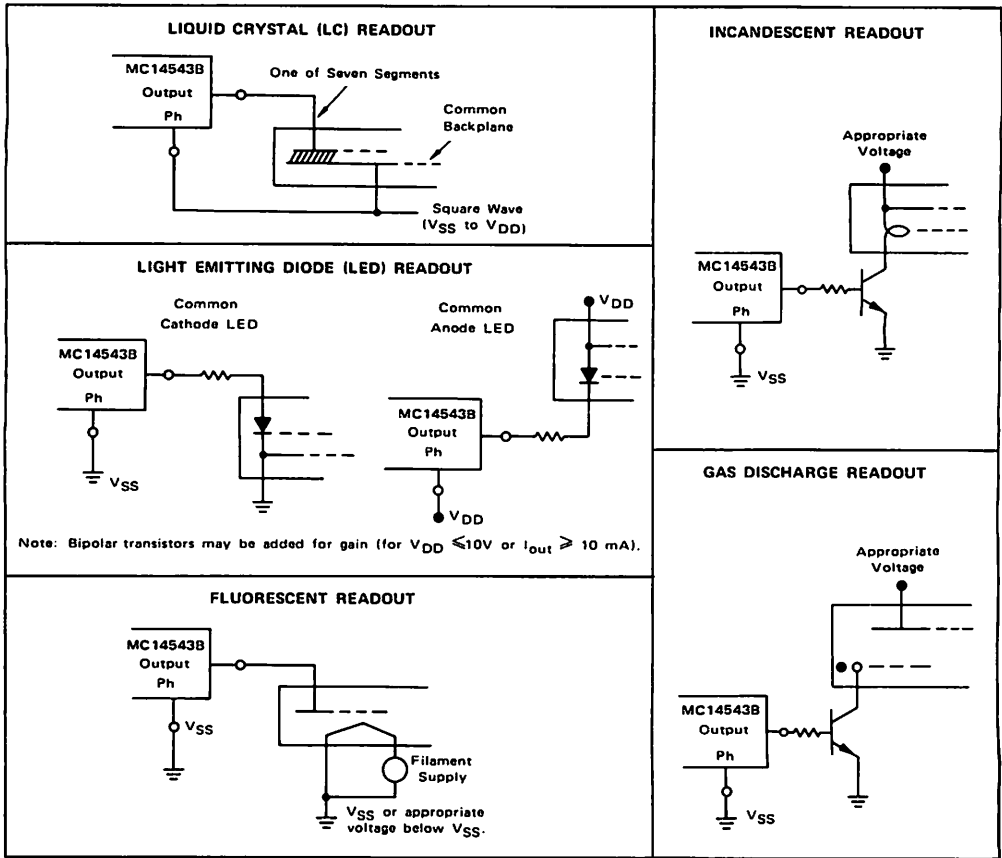 LIQUID CRYSTAL (LC) READOUT
MC14543B
Output
Ph
One of Seven Segments
Common
Backplane
Square Wave
(VSS to VDD)
LIGHT EMITTING DIODE (LED) READOUT
Common
Cathode LED
MC14543B
Output
Ph
VSS
Common
Anode LED
VDD
MC14543B
Output
Ph
VDD
Note: Bipolar transistors may be added for gain (for VDD ⩽10V or Iout ⩾ 10 mA).
FLUORESCENT READOUT
MC14543B
Output
Ph
VSS
Filament
Supply
VSS or appropriate
voltage below VSS.
INCANDESCENT READOUT
Appropriate
Voltage
MC14543B
Output
Ph
VSS
GAS DISCHARGE READOUT
Appropriate
Voltage
MC14543B
Output
Ph
VSS